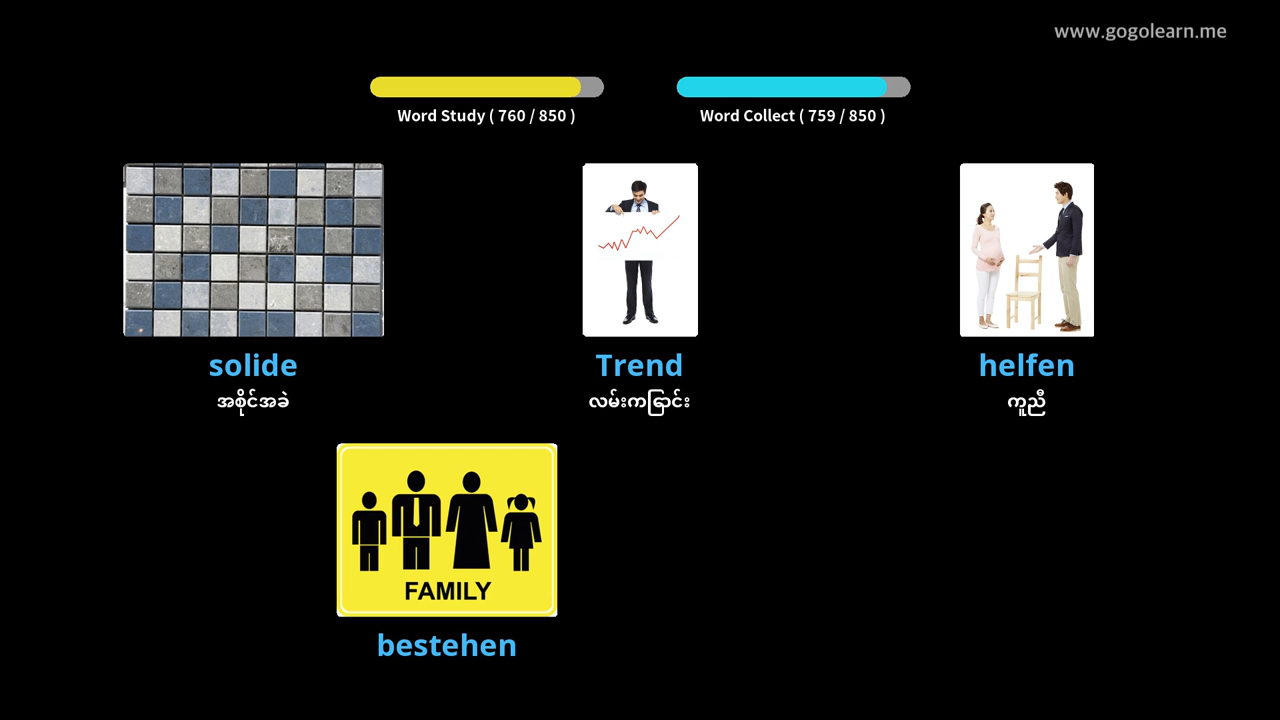 www.gogolearn.me
Word Study ( 760 / 850 )
Word Collect ( 759 / 850 )
solide
Trend
helfen
အစိုင်အခဲ
လမ်းကြောင်း
ကူညီ
FAMILY
bestehen